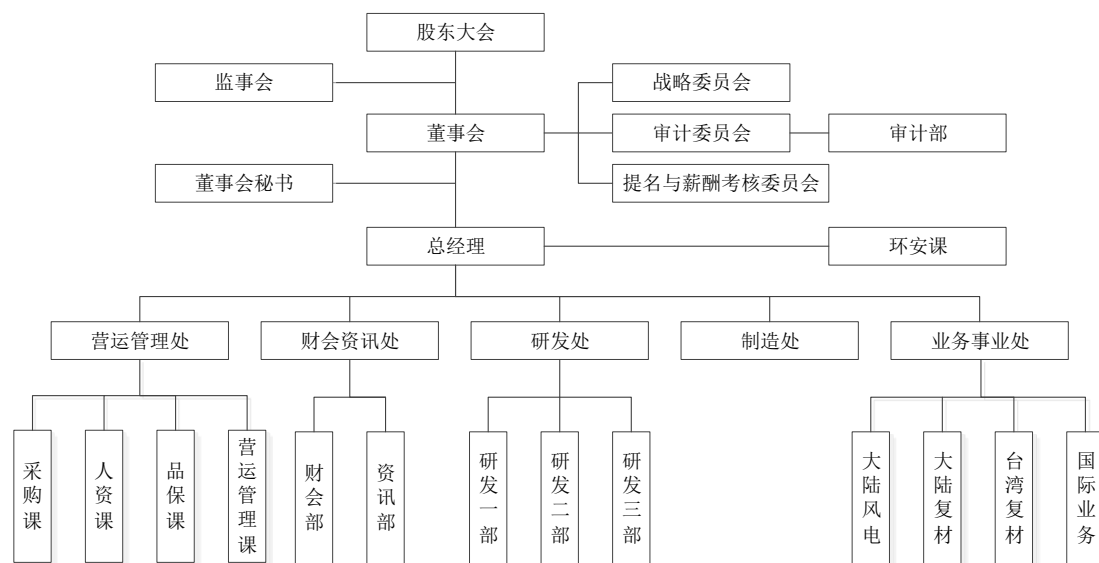 股东大会
监事会
战略委员会
董事会
审计委员会
审计部
董事会秘书
提名与薪酬考核委员会
总经理
环安课
营运管理处
财会资讯处
研发处
制造处
业务事业处
采购课
人资课
品保课
营运管理课
财会部
资讯部
研发一部
研发二部
研发三部
大陆风电
大陆复材
台湾复材
国际业务